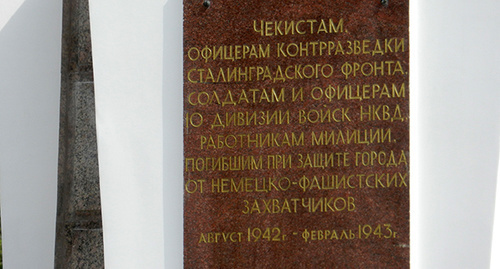 ЧЕКИСТАМ,
ОФИЦЕРАМ КОНТРРАЗВЕДКИ
СТАЛИНГРАДСКОГО ФРОНТА,
СОЛДАТАМ И ОФИЦЕРАМ
10 ДИВИЗИИ ВОЙСК НКВД,
РАБОТНИКАМ МИЛИЦИИ,
ПОГИБШИМ ПРИ ЗАЩИТЕ ГОРОДА
ОТ НЕМЕЦКО-ФАШИСТСКИХ
ЗАХВАТЧИКОВ
АВГУСТ 1942г. - ФЕВРАЛЬ 1943г.